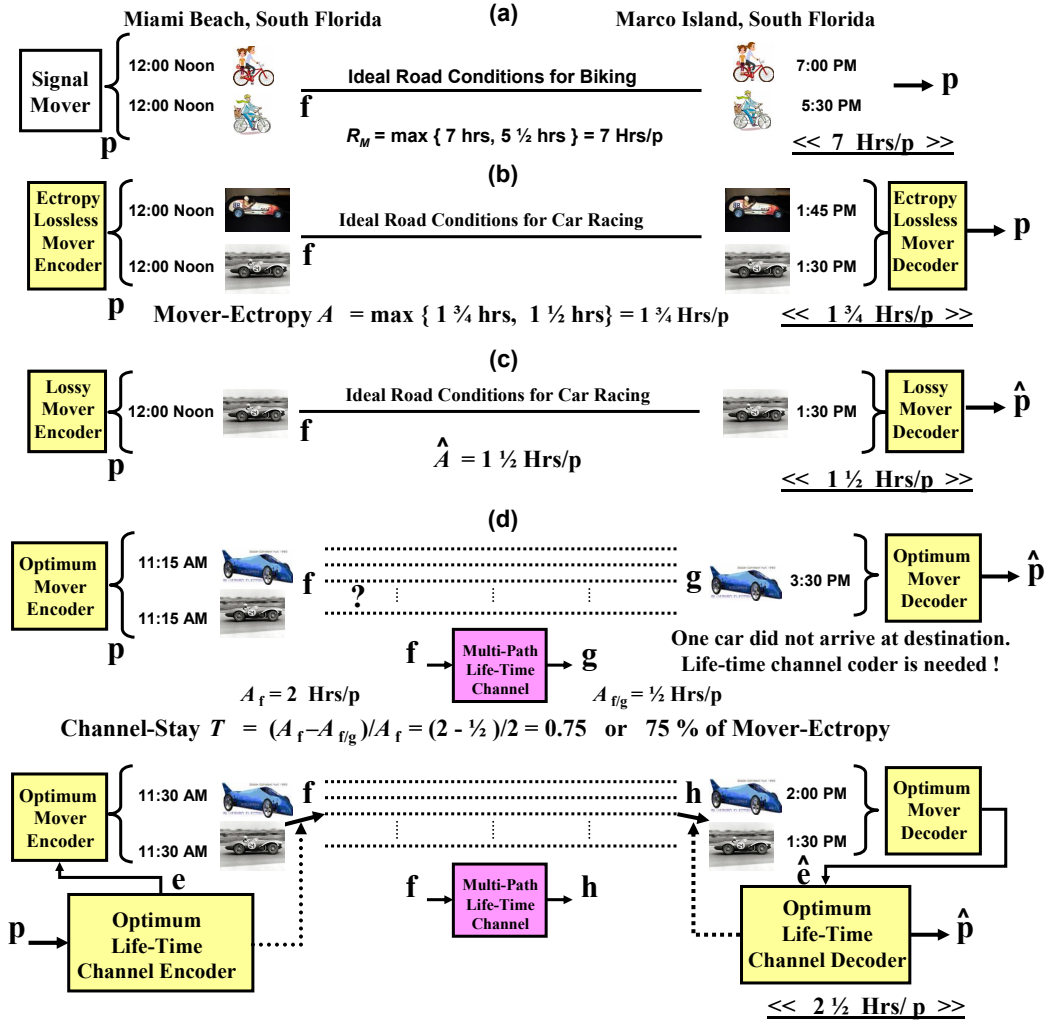 (a)
Miami Beach, South Florida
Marco Island, South Florida
Signal
Mover
p
12:00 Noon
12:00 Noon
f
Ideal Road Conditions for Biking
R_M = max { 7 hrs, 5 ½ hrs } = 7 Hrs/p
7:00 PM
5:30 PM
p
<< 7 Hrs/p >>
(b)
Ectropy
Lossless
Mover
Encoder
p
12:00 Noon
12:00 Noon
f
Ideal Road Conditions for Car Racing
1:45 PM
1:30 PM
Ectropy
Lossless
Mover
Decoder
p
Mover-Ectropy A = max { 1 ¾ hrs, 1 ½ hrs} = 1 ¾ Hrs/p
<< 1 ¾ Hrs/p >>
(c)
Lossy
Mover
Encoder
p
12:00 Noon
f
Ideal Road Conditions for Car Racing
Â = 1 ½ Hrs/p
1:30 PM
Lossy
Mover
Decoder
p̂
<< 1 ½ Hrs/p >>
(d)
Optimum
Mover
Encoder
p
11:15 AM
11:15 AM
f
?
g
3:30 PM
Optimum
Mover
Decoder
p̂
One car did not arrive at destination.
Life-time channel coder is needed !
f
Multi-Path
Life-Time
Channel
g
A_f = 2 Hrs/p
A_f/g = ½ Hrs/p
Channel-Stay T = (A_f – A_f/g)/A_f = (2 - ½ )/2 = 0.75 or 75 % of Mover-Ectropy
Optimum
Mover
Encoder
11:30 AM
11:30 AM
f
h
2:00 PM
1:30 PM
Optimum
Mover
Decoder
e
ê
f
Multi-Path
Life-Time
Channel
h
p
Optimum
Life-Time
Channel Encoder
Optimum
Life-Time
Channel Decoder
p̂
<< 2 ½ Hrs/ p >>